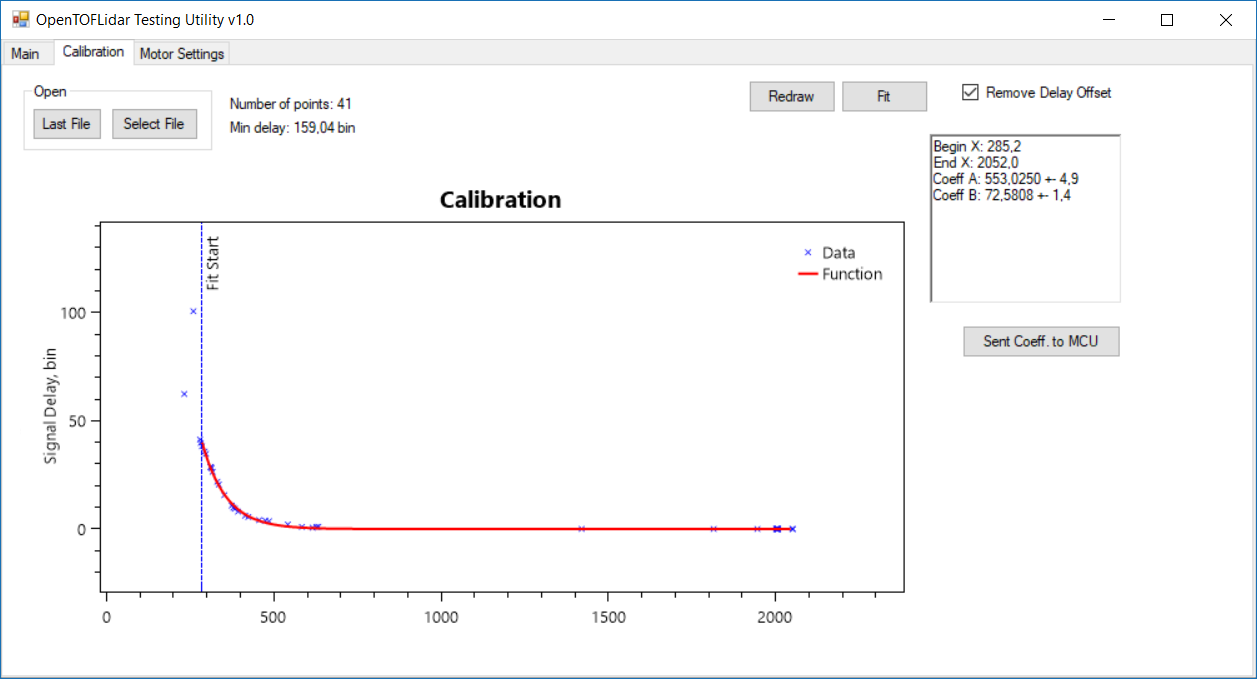 OpenTOFLidar Testing Utility v1.0
Main
Calibration
Motor Settings
Open
Last File
Select File
Number of points: 41
Min delay: 159,04 bin
Redraw
Fit
Remove Delay Offset
Begin X: 285,2
End X: 2052,0
Coeff A: 553,0250 +- 4,9
Coeff B: 72,5808 +- 1,4
Sent Coeff. to MCU
Calibration
Fit Start
Data
Function
Signal Delay, bin
100
50
0
0
500
1000
1500
2000